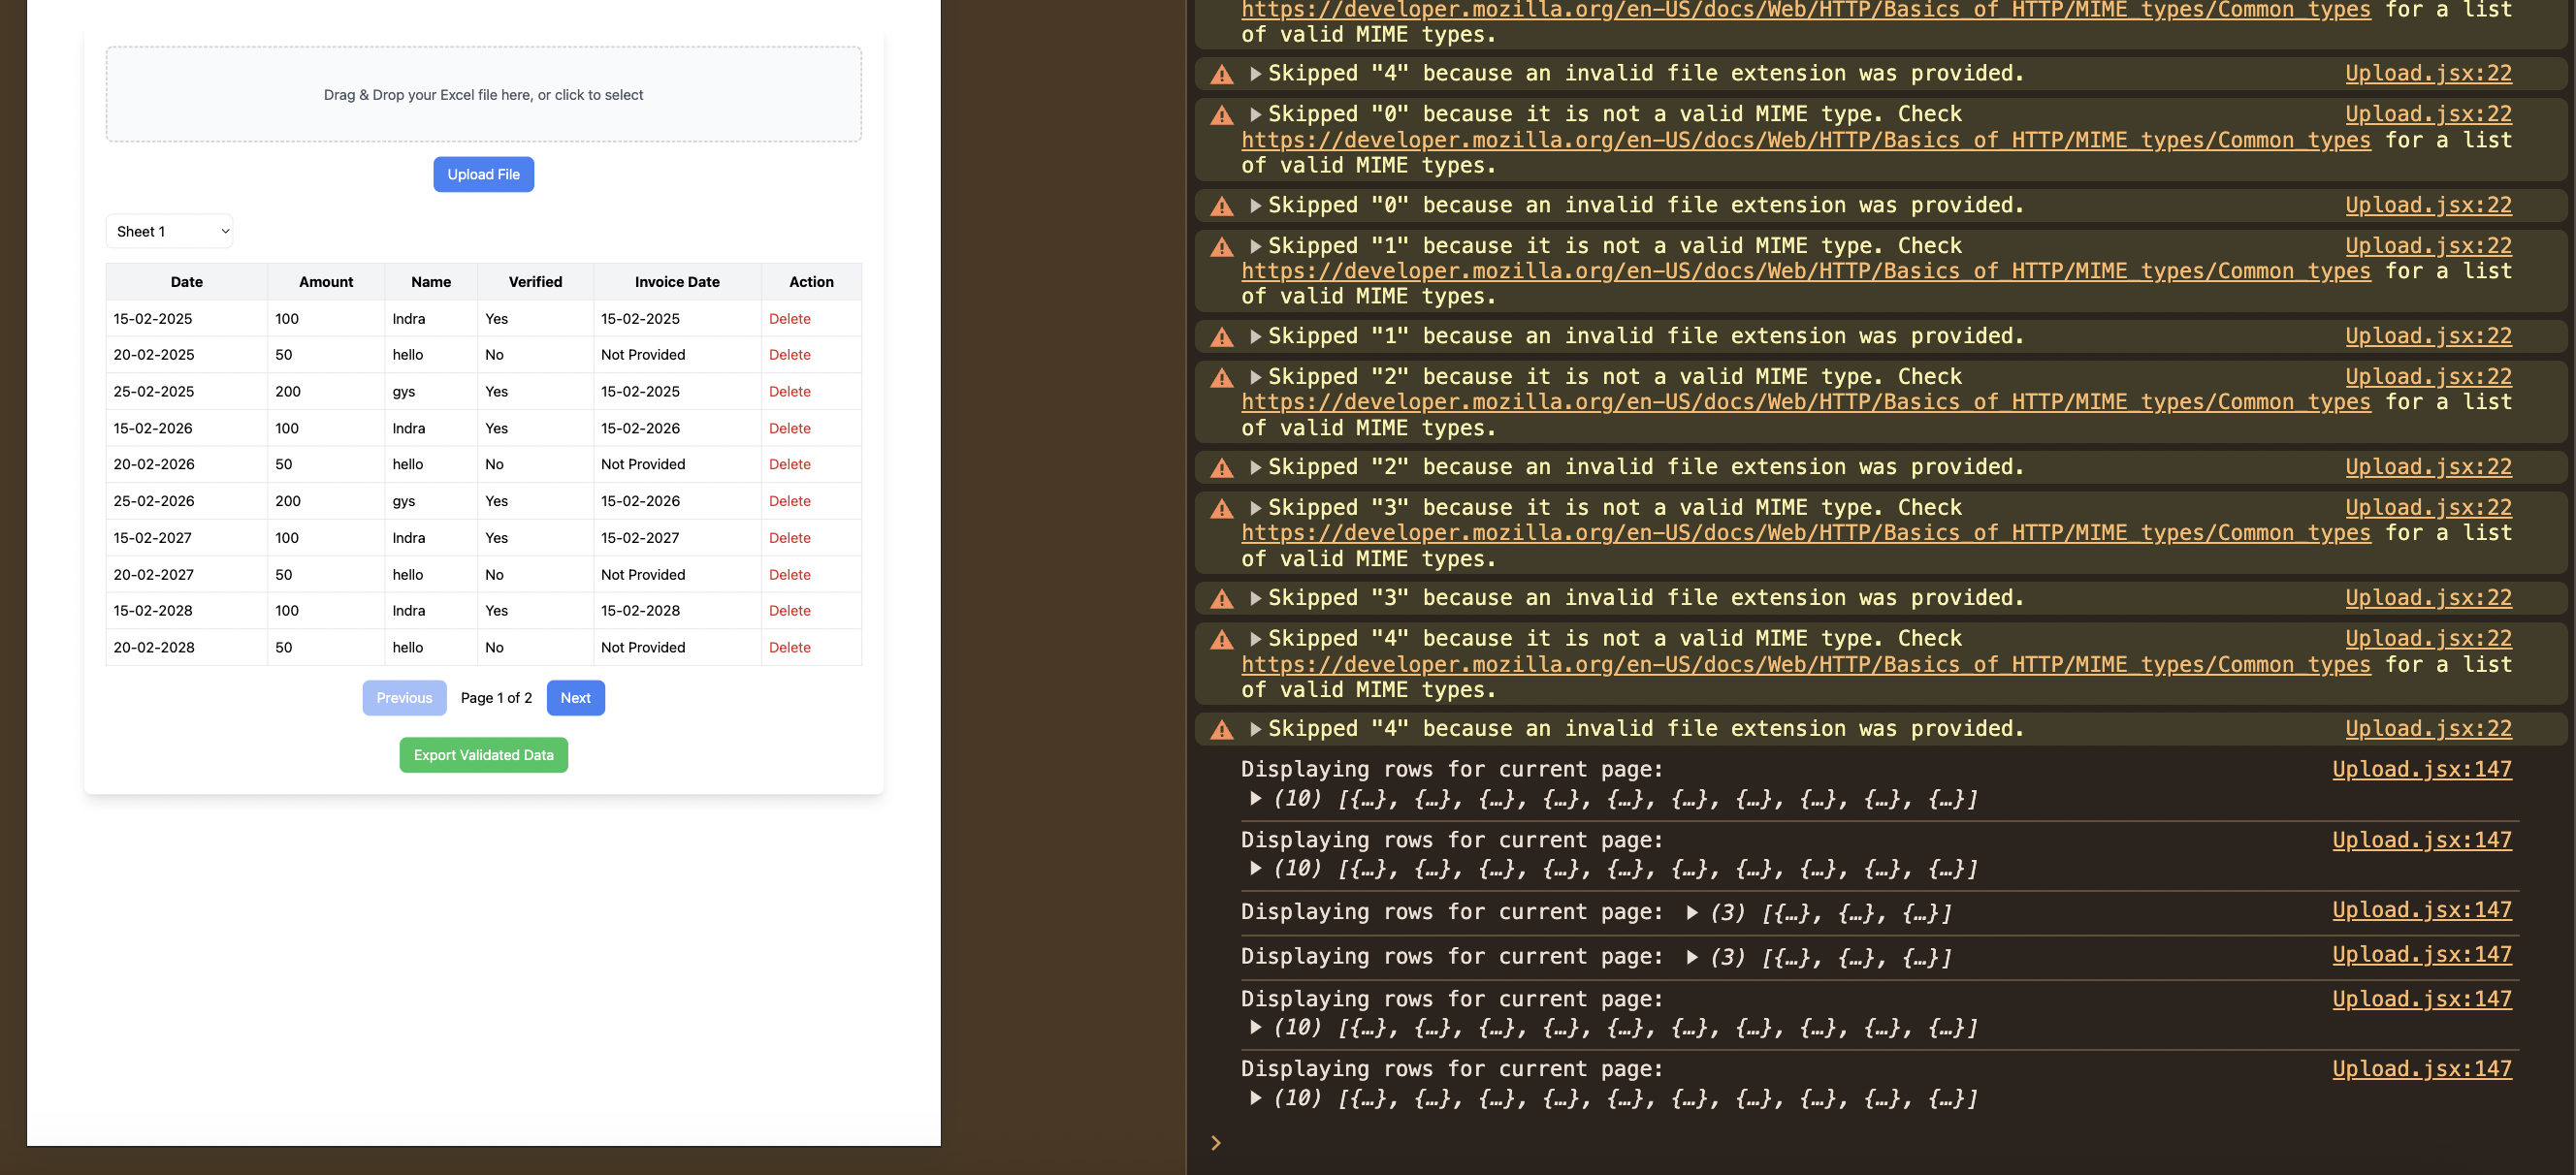 Drag & Drop your Excel file here, or click to select
Upload File
Sheet 1
Date Amount Name Verified Invoice Date Action
15-02-2025 100 Indra Yes 15-02-2025 Delete
20-02-2025 50 hello No Not Provided Delete
25-02-2025 200 gys Yes 15-02-2025 Delete
15-02-2026 100 Indra Yes 15-02-2026 Delete
20-02-2026 50 hello No Not Provided Delete
25-02-2026 200 gys Yes 15-02-2026 Delete
15-02-2027 100 Indra Yes 15-02-2027 Delete
20-02-2027 50 hello No Not Provided Delete
15-02-2028 100 Indra Yes 15-02-2028 Delete
20-02-2028 50 hello No Not Provided Delete
Previous Page 1 of 2 Next
Export Validated Data
https://developer.mozilla.org/en-US/docs/Web/HTTP/Basics_of_HTTP/MIME_types/Common_types for a list
of valid MIME types.
Skipped "4" because an invalid file extension was provided. Upload.jsx:22
Skipped "0" because it is not a valid MIME type. Check Upload.jsx:22
https://developer.mozilla.org/en-US/docs/Web/HTTP/Basics_of_HTTP/MIME_types/Common_types for a list
of valid MIME types.
Skipped "0" because an invalid file extension was provided. Upload.jsx:22
Skipped "1" because it is not a valid MIME type. Check Upload.jsx:22
https://developer.mozilla.org/en-US/docs/Web/HTTP/Basics_of_HTTP/MIME_types/Common_types for a list
of valid MIME types.
Skipped "1" because an invalid file extension was provided. Upload.jsx:22
Skipped "2" because it is not a valid MIME type. Check Upload.jsx:22
https://developer.mozilla.org/en-US/docs/Web/HTTP/Basics_of_HTTP/MIME_types/Common_types for a list
of valid MIME types.
Skipped "2" because an invalid file extension was provided. Upload.jsx:22
Skipped "3" because it is not a valid MIME type. Check Upload.jsx:22
https://developer.mozilla.org/en-US/docs/Web/HTTP/Basics_of_HTTP/MIME_types/Common_types for a list
of valid MIME types.
Skipped "3" because an invalid file extension was provided. Upload.jsx:22
Skipped "4" because it is not a valid MIME type. Check Upload.jsx:22
https://developer.mozilla.org/en-US/docs/Web/HTTP/Basics_of_HTTP/MIME_types/Common_types for a list
of valid MIME types.
Skipped "4" because an invalid file extension was provided. Upload.jsx:22
Displaying rows for current page: Upload.jsx:147
(10) [{…}, {…}, {…}, {…}, {…}, {…}, {…}, {…}, {…}, {…}]
Displaying rows for current page: Upload.jsx:147
(10) [{…}, {…}, {…}, {…}, {…}, {…}, {…}, {…}, {…}, {…}]
Displaying rows for current page: (3) [{…}, {…}, {…}] Upload.jsx:147
Displaying rows for current page: (3) [{…}, {…}, {…}] Upload.jsx:147
Displaying rows for current page: Upload.jsx:147
(10) [{…}, {…}, {…}, {…}, {…}, {…}, {…}, {…}, {…}, {…}]
Displaying rows for current page: Upload.jsx:147
(10) [{…}, {…}, {…}, {…}, {…}, {…}, {…}, {…}, {…}, {…}]